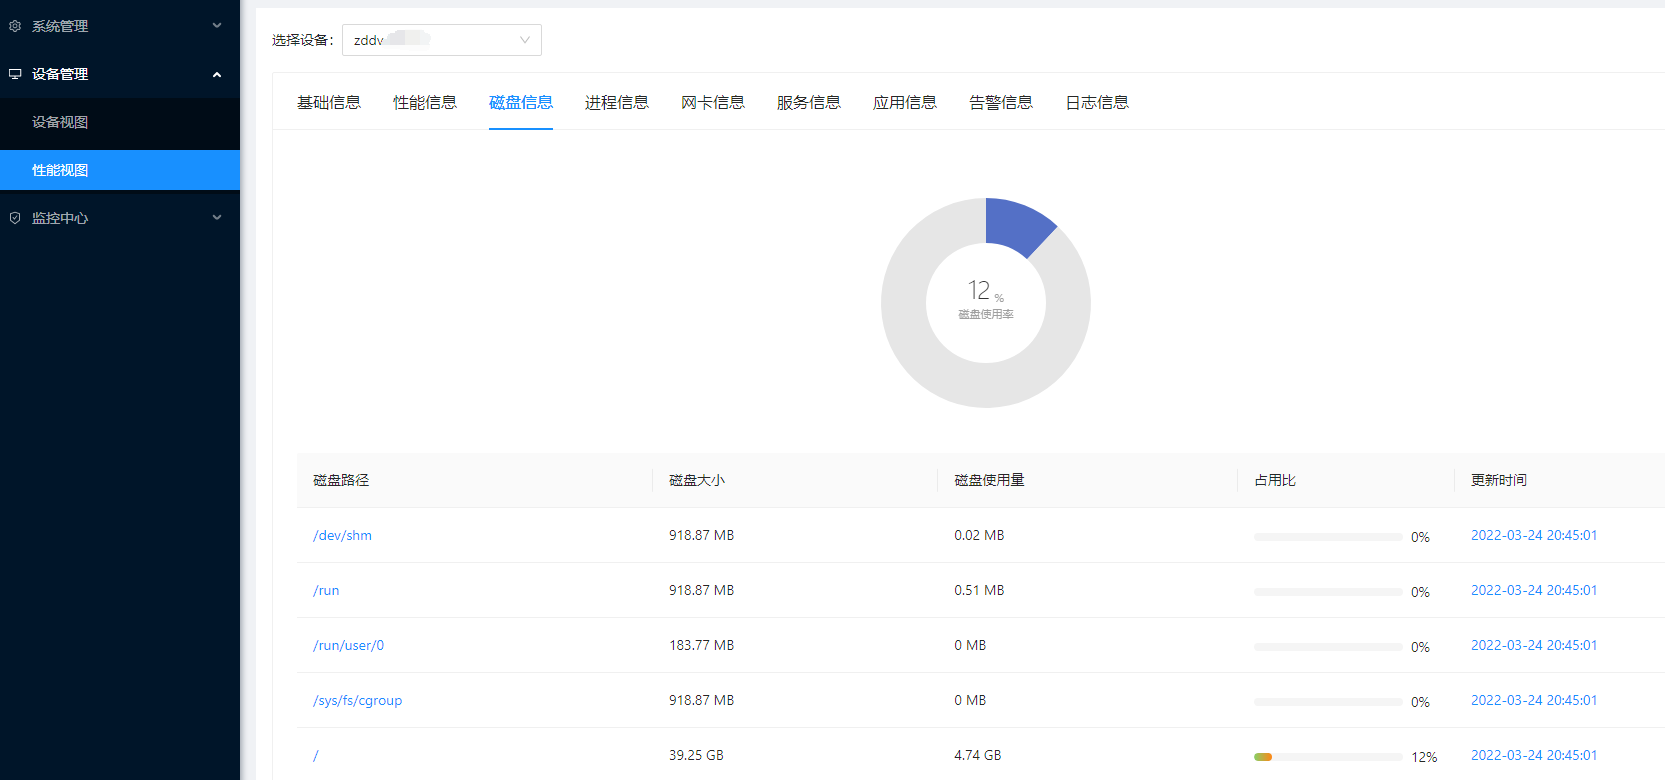 系统管理
设备管理
设备视图
性能视图
监控中心
选择设备：
zddv
基础信息 性能信息 磁盘信息 进程信息 网卡信息 服务信息 应用信息 告警信息 日志信息
12 %
磁盘使用率
磁盘路径 磁盘大小 磁盘使用量 占用比 更新时间
/dev/shm 918.87 MB 0.02 MB 0% 2022-03-24 20:45:01
/run 918.87 MB 0.51 MB 0% 2022-03-24 20:45:01
/run/user/0 183.77 MB 0 MB 0% 2022-03-24 20:45:01
/sys/fs/cgroup 918.87 MB 0 MB 0% 2022-03-24 20:45:01
/ 39.25 GB 4.74 GB 12% 2022-03-24 20:45:01